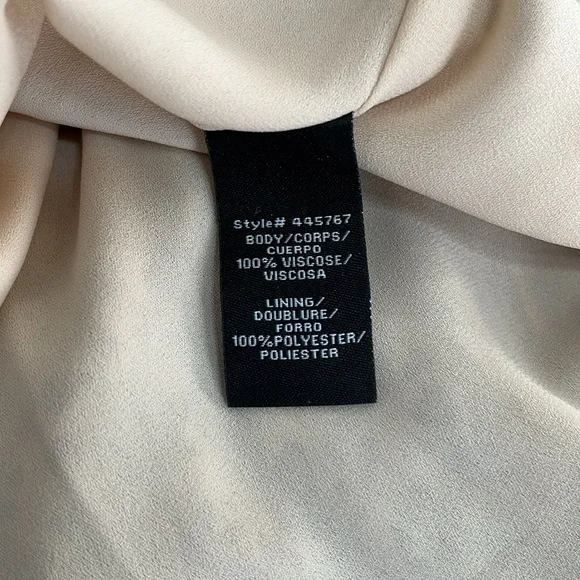 Style# 445767
BODY/CORPS/
CUERPO
100% VISCOSE/
VISCOSA
LINING/
DOUBLURE/
FORRO
100%POLYESTER/
POLIESTER